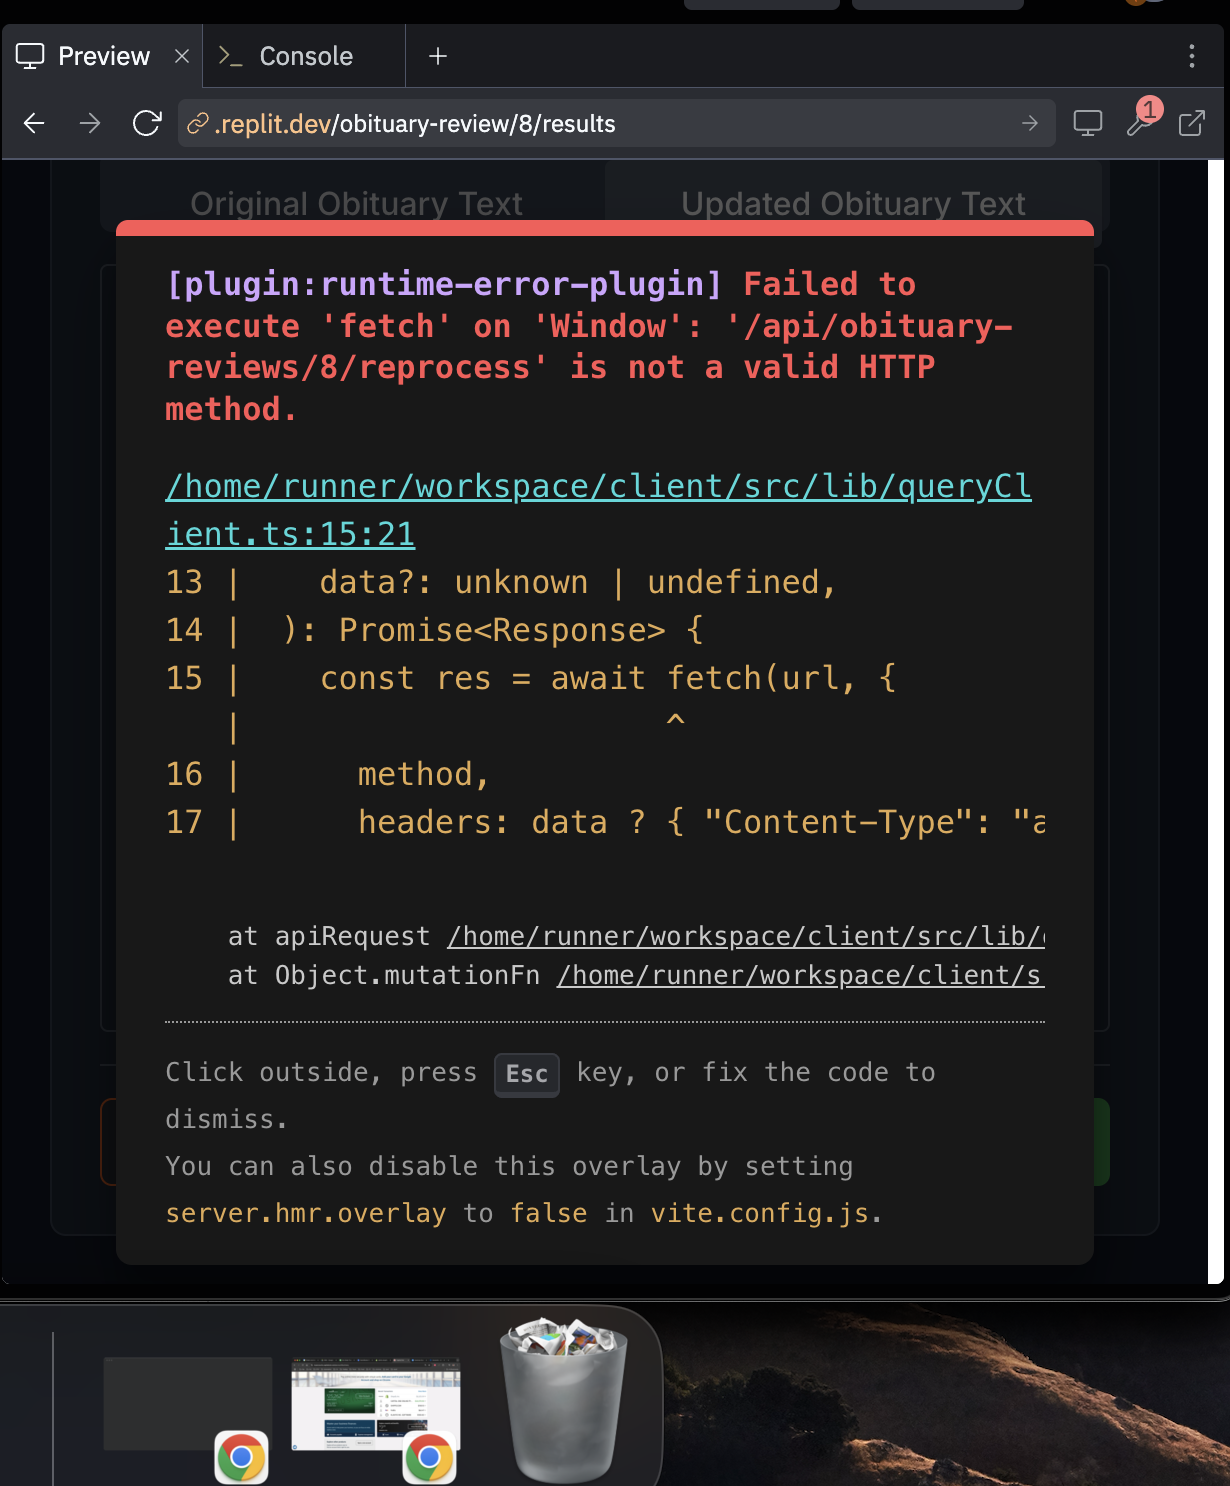 Preview
Console
1
.replit.dev/obituary-review/8/results
Original Obituary Text
Updated Obituary Text
[plugin:runtime-error-plugin] Failed to
execute 'fetch' on 'Window': '/api/obituary-
reviews/8/reprocess' is not a valid HTTP
method.
/home/runner/workspace/client/src/lib/queryCl
ient.ts:15:21
13 |    data?: unknown | undefined,
14 |  ): Promise<Response> {
15 |    const res = await fetch(url, {
   |                      ^
16 |      method,
17 |      headers: data ? { "Content-Type": "a
at apiRequest /home/runner/workspace/client/src/lib/
at Object.mutationFn /home/runner/workspace/client/s
Click outside, press Esc key, or fix the code to
dismiss.
You can also disable this overlay by setting
server.hmr.overlay to false in vite.config.js.